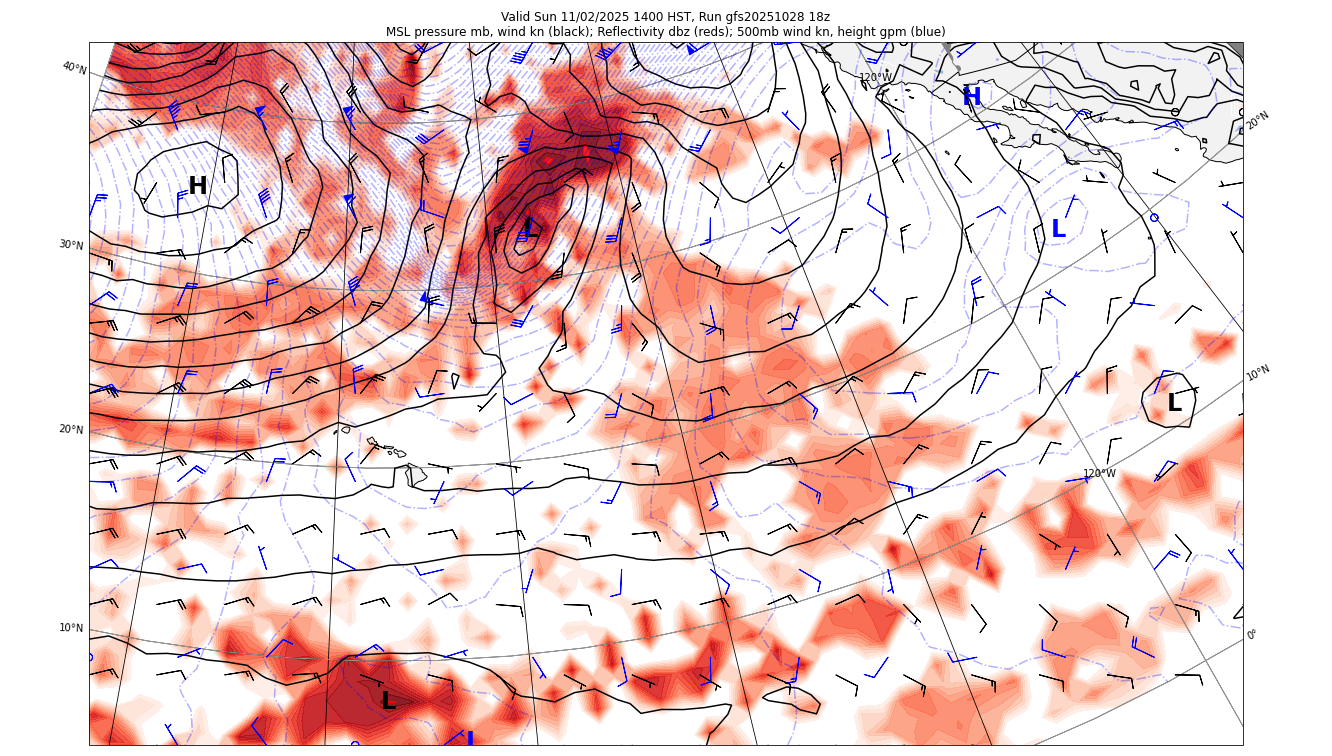 Valid Sun 11/02/2025 1400 HST, Run gfs20251028 18z
MSL pressure mb, wind kn (black); Reflectivity dbz (reds); 500mb wind kn, height gpm (blue)
40°N
120°W
H
20°N
H
L
L
30°N
10°N
L
20°N
120°W
10°N
0°
L
L